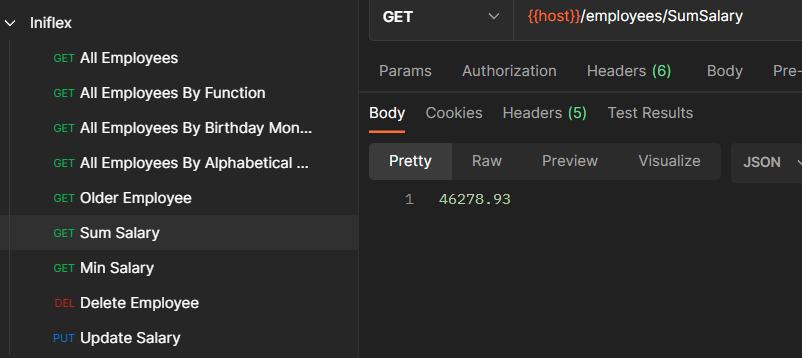 Iniflex
GET All Employees
GET All Employees By Function
GET All Employees By Birthday Mon...
GET All Employees By Alphabetical ...
GET Older Employee
GET Sum Salary
GET Min Salary
DEL Delete Employee
PUT Update Salary
GET {{host}}/employees/SumSalary
Params Authorization Headers (6) Body Pre-
Body Cookies Headers (5) Test Results
Pretty Raw Preview Visualize JSON
1 46278.93